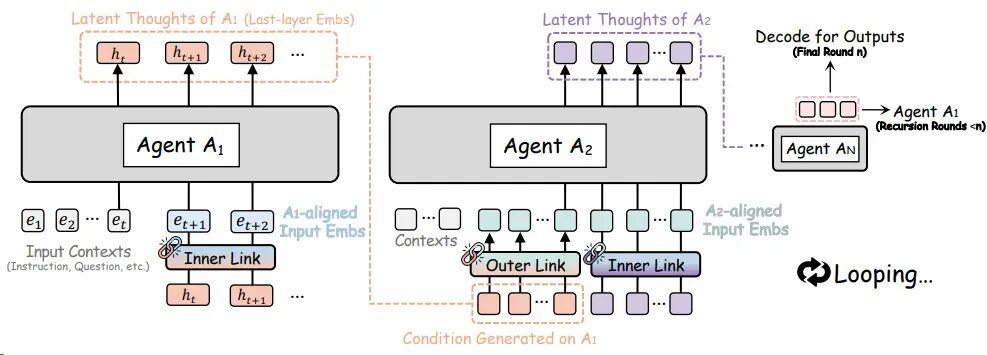 Latent Thoughts of A1 (Last-layer Embs)
ht ht+1 ht+2 ...
Agent A1
e1 e2 ... et et+1 et+2
A1-aligned
Input Embs
Input Contexts
(Instruction, Question, etc.)
Inner Link
ht ht+1 ...
Latent Thoughts of A2
...
Agent A2
... ... ...
Contexts
A2-aligned
Input Embs
Outer Link
Inner Link
... ...
Condition Generated on A1
Decode for Outputs
(Final Round n)
Agent A1
(Recursion Rounds <n)
... Agent AN
Looping...